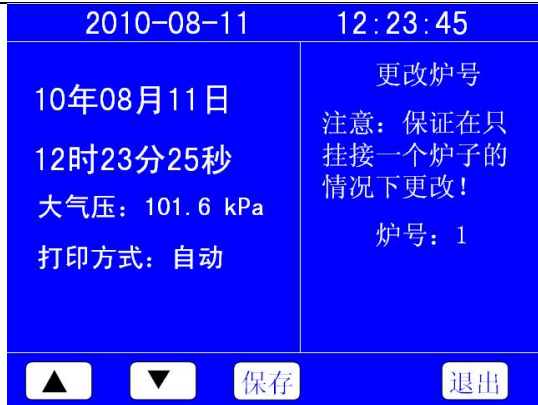 2010-08-11 12:23:45
10年08月11日
12时23分25秒
大气压：101.6 kPa
打印方式：自动
更改炉号
注意：保证在只
挂接一个炉子的
情况下更改！
炉号：1
▲ ▼ 保存 退出